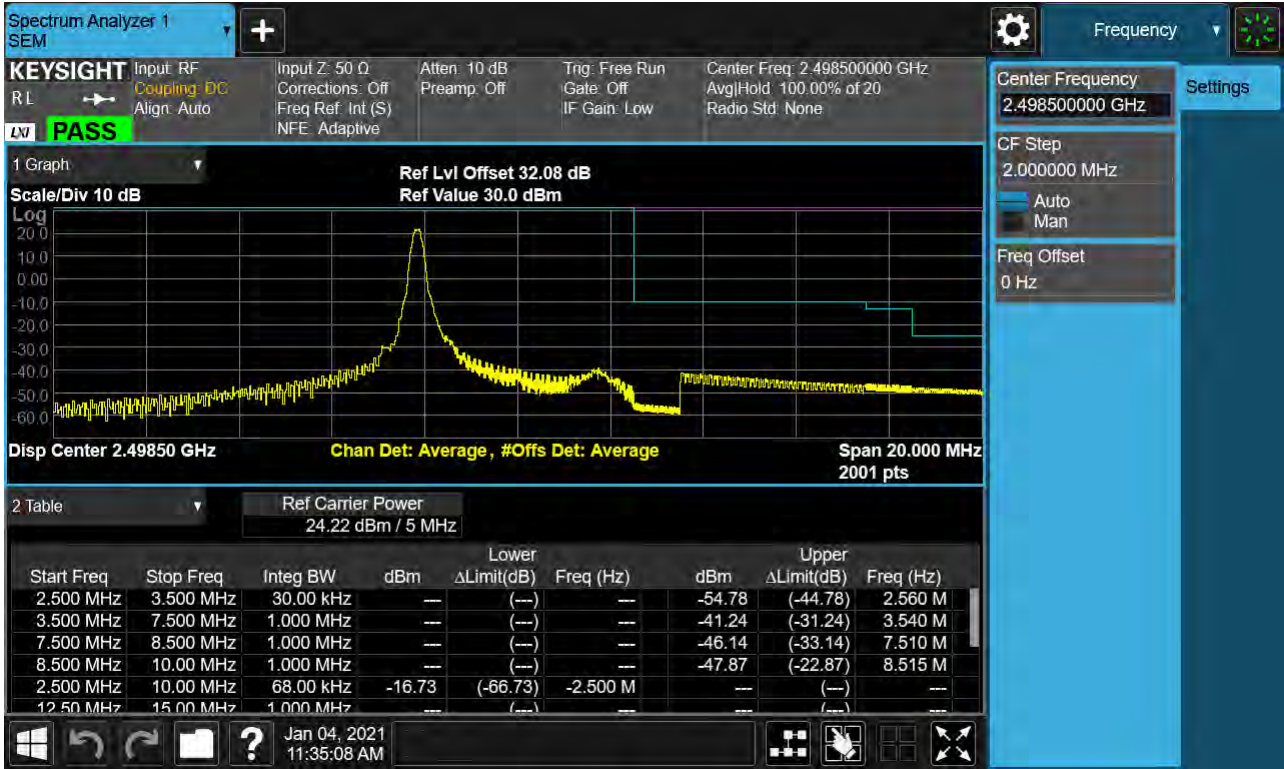 Spectrum Analyzer 1
SEM
+
Frequency
KEYSIGHT
R L
LXI
PASS
Input: RF
Coupling: DC
Align: Auto
Input Z: 50 Ω
Corrections: Off
Freq Ref: Int (S)
NFE: Adaptive
Atten: 10 dB
Preamp: Off
Trig: Free Run
Gate: Off
IF Gain: Low
Center Freq: 2.498500000 GHz
Avg|Hold: 100.00% of 20
Radio Std: None
Center Frequency
2.498500000 GHz
Settings
CF Step
2.000000 MHz
Auto
Man
Freq Offset
0 Hz
1 Graph
Ref Lvl Offset 32.08 dB
Scale/Div 10 dB
Ref Value 30.0 dBm
Log
20.0
10.0
0.00
-10.0
-20.0
-30.0
-40.0
-50.0
-60.0
Disp Center 2.49850 GHz
Chan Det: Average , #Offs Det: Average
Span 20.000 MHz
2001 pts
2 Table
Ref Carrier Power
24.22 dBm / 5 MHz
Lower Upper
Start Freq Stop Freq Integ BW dBm ΔLimit(dB) Freq (Hz) dBm ΔLimit(dB) Freq (Hz)
2.500 MHz 3.500 MHz 30.00 kHz --- (---) --- -54.78 (-44.78) 2.560 M
3.500 MHz 7.500 MHz 1.000 MHz --- (---) --- -41.24 (-31.24) 3.540 M
7.500 MHz 8.500 MHz 1.000 MHz --- (---) --- -46.14 (-33.14) 7.510 M
8.500 MHz 10.00 MHz 1.000 MHz --- (---) --- -47.87 (-22.87) 8.515 M
2.500 MHz 10.00 MHz 68.00 kHz -16.73 (-66.73) -2.500 M --- (---) ---
12.50 MHz 15.00 MHz 1.000 MHz --- (---) --- --- (---) ---
?
Jan 04, 2021
11:35:08 AM